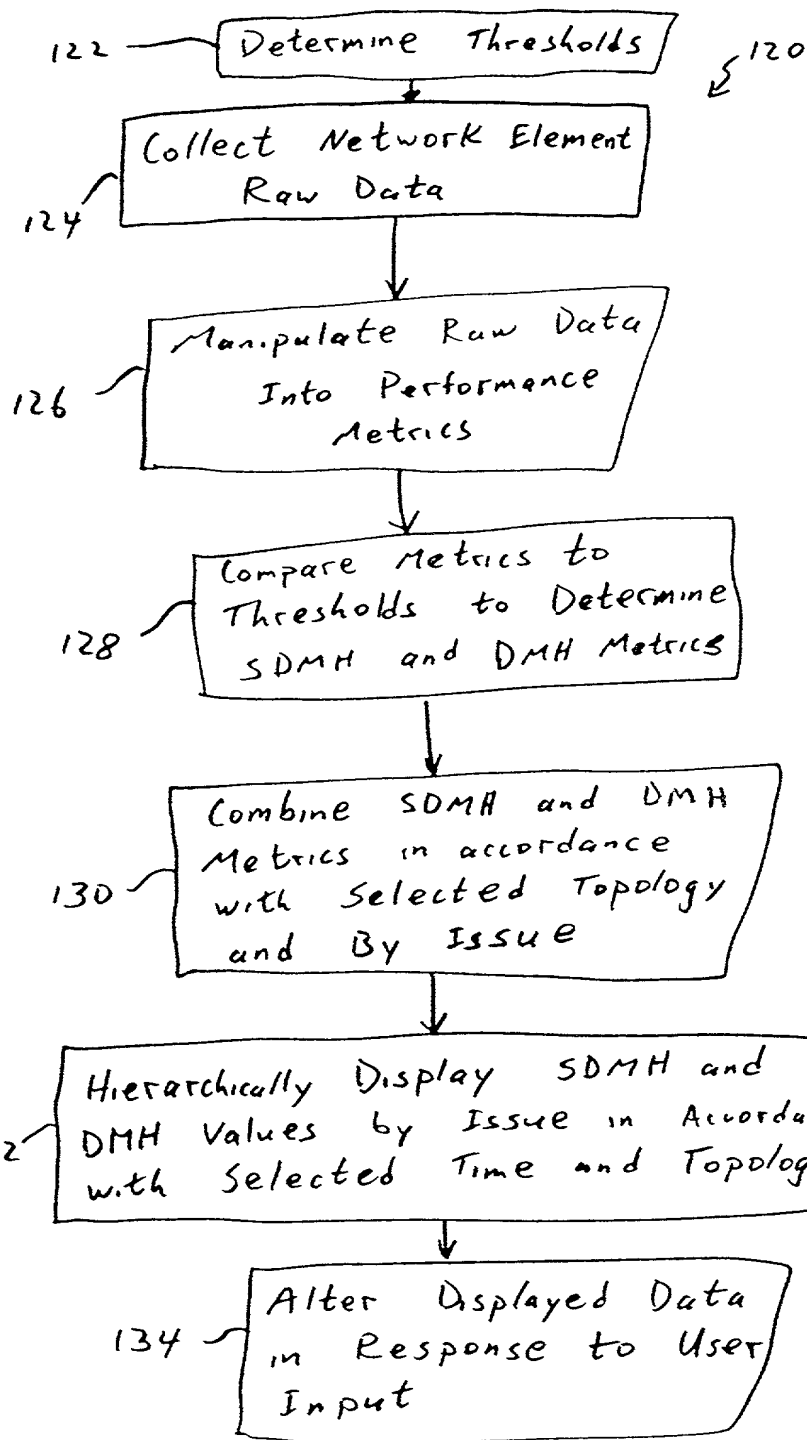 122 Determine Thresholds
120
Collect Network Element
Raw Data
124
Manipulate Raw Data
Into Performance
Metrics
126
Compare Metrics to
Thresholds to Determine
SDMH and DMH Metrics
128
Combine SDMH and DMH
Metrics in accordance
with Selected Topology
and By Issue
130
Hierarchically Display SDMH and
DMH Values by Issue in Accorda
with Selected Time and Topolog
2
Alter Displayed Data
in Response to User
Input
134